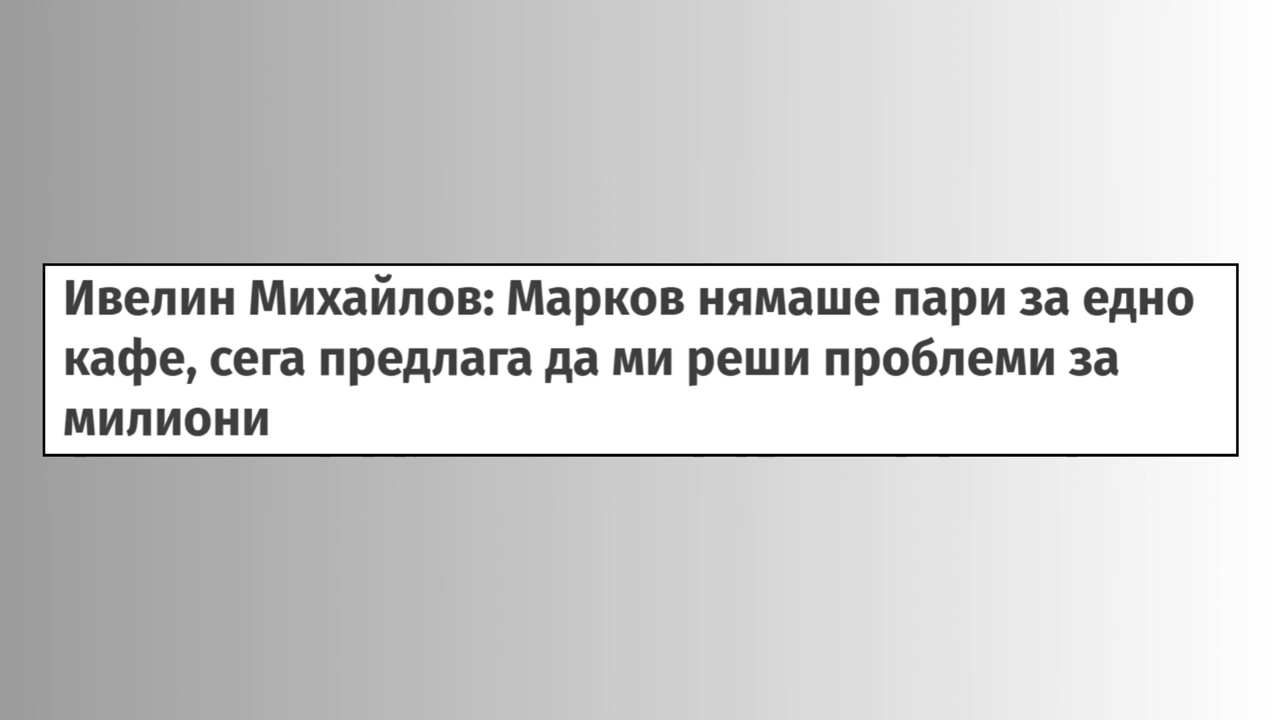 Ивелин Михайлов: Марков нямаше пари за едно
кафе, сега предлага да ми реши проблеми за
милиони